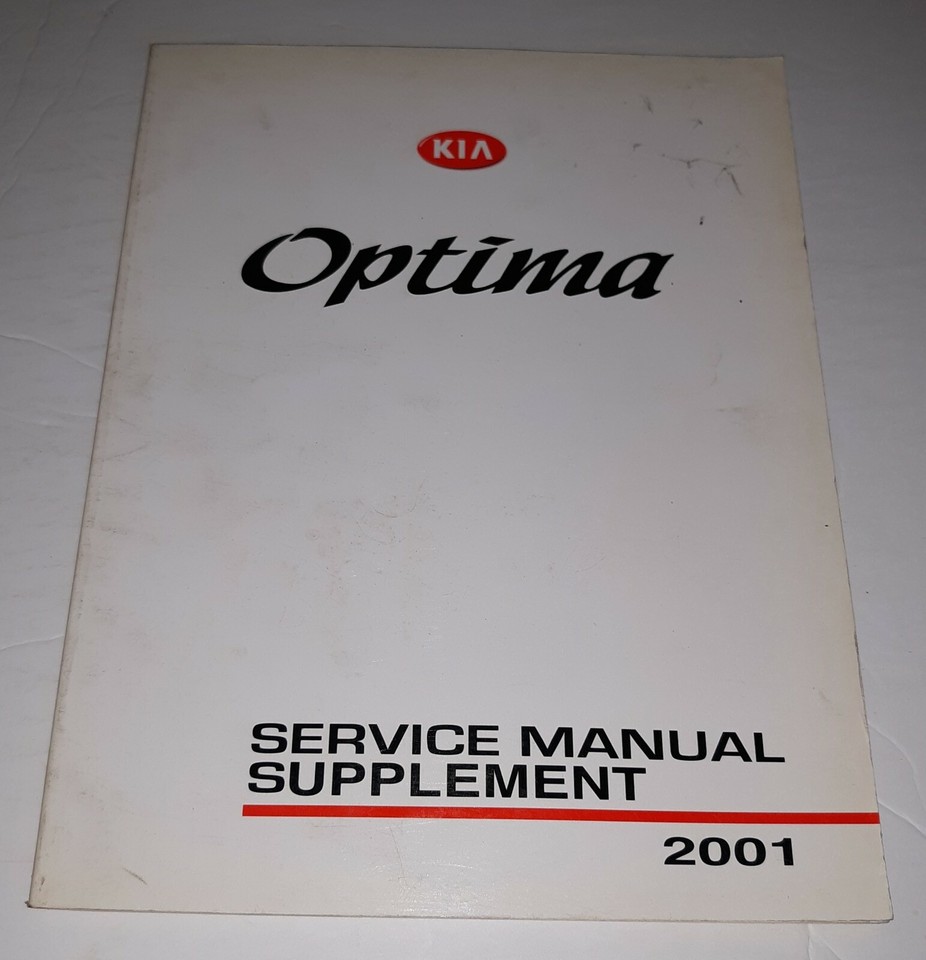 KIA
Optima
SERVICE MANUAL
SUPPLEMENT
2001